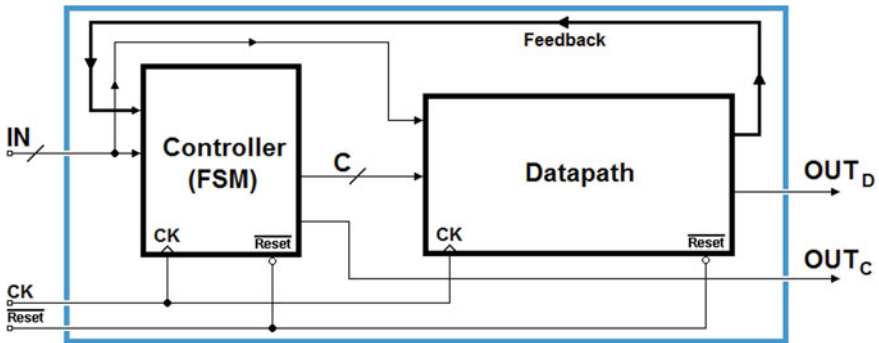 Feedback
IN
Controller
(FSM)
C
Datapath
OUT_D
CK
Reset
CK
Reset
OUT_C
CK
Reset